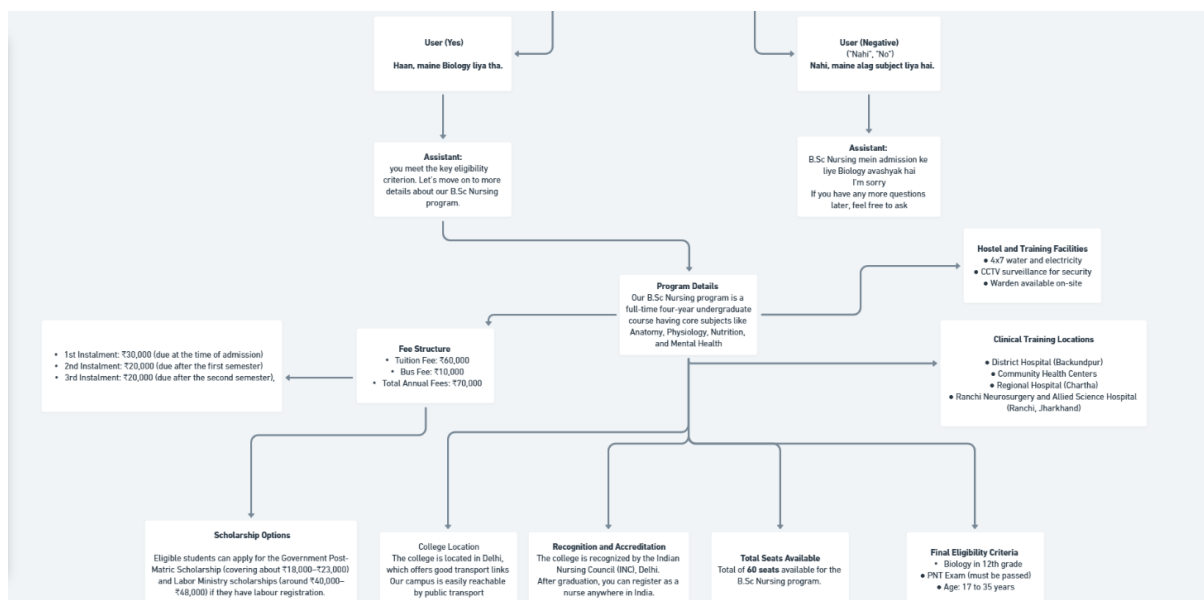 User (Yes)
Haan, maine Biology liya tha.
User (Negative)
("Nahi", "No")
Nahi, maine alag subject liya hai.
Assistant:
you meet the key eligibility
criterion. Let's move on to more
details about our B.Sc Nursing
program.
Assistant:
B.Sc Nursing mein admission ke
liye Biology avashyak hai
I'm sorry
If you have any more questions
later, feel free to ask
Hostel and Training Facilities
● 4x7 water and electricity
● CCTV surveillance for security
● Warden available on-site
Program Details
Our B.Sc Nursing program is a
full-time four-year undergraduate
course having core subjects like
Anatomy, Physiology, Nutrition,
and Mental Health
Fee Structure
• Tuition Fee: ₹60,000
• Bus Fee: ₹10,000
• Total Annual Fees: ₹70,000
• 1st Instalment: ₹30,000 (due at the time of admission)
• 2nd Instalment: ₹20,000 (due after the first semester)
• 3rd Instalment: ₹20,000 (due after the second semester),
Clinical Training Locations
● District Hospital (Backundpur)
● Community Health Centers
● Regional Hospital (Chartha)
● Ranchi Neurosurgery and Allied Science Hospital
(Ranchi, Jharkhand)
Scholarship Options
Eligible students can apply for the Government Post-
Matric Scholarship (covering about ₹18,000–₹23,000)
and Labor Ministry scholarships (around ₹40,000–
₹48,000) if they have labour registration.
College Location
The college is located in Delhi,
which offers good transport links
Our campus is easily reachable
by public transport
Recognition and Accreditation
The college is recognized by the Indian
Nursing Council (INC), Delhi.
After graduation, you can register as a
nurse anywhere in India.
Total Seats Available
Total of 60 seats available for the
B.Sc Nursing program.
Final Eligibility Criteria
• Biology in 12th grade
● PNT Exam (must be passed)
● Age: 17 to 35 years